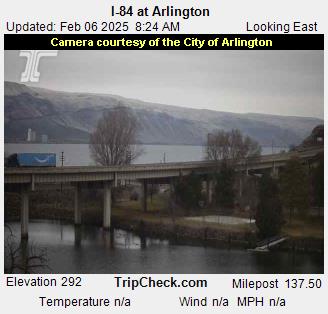 I-84 at Arlington
Updated: Feb 06 2025 8:24 AM Looking East
Camera courtesy of the City of Arlington
Elevation 292 TripCheck.com Milepost 137.50
Temperature n/a Wind n/a MPH n/a